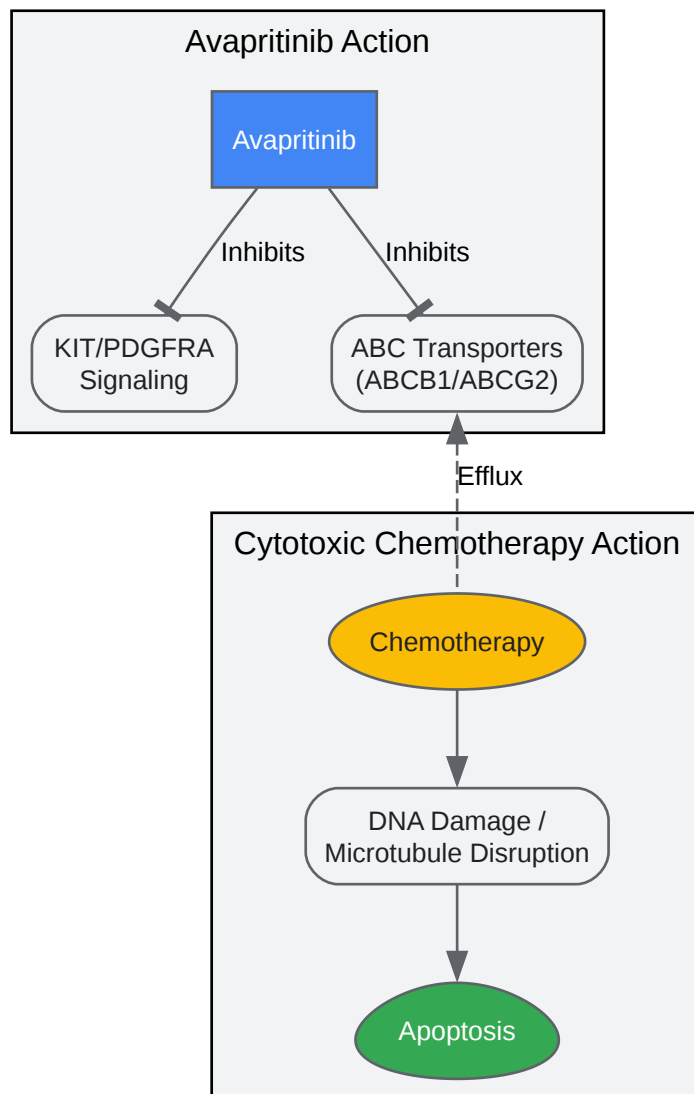 Avapritinib Action
Avapritinib
Inhibits
Inhibits
KIT/PDGFRA
Signaling
ABC Transporters
(ABCB1/ABCG2)
Efflux
Cytotoxic Chemotherapy Action
Chemotherapy
DNA Damage /
Microtubule Disruption
Apoptosis